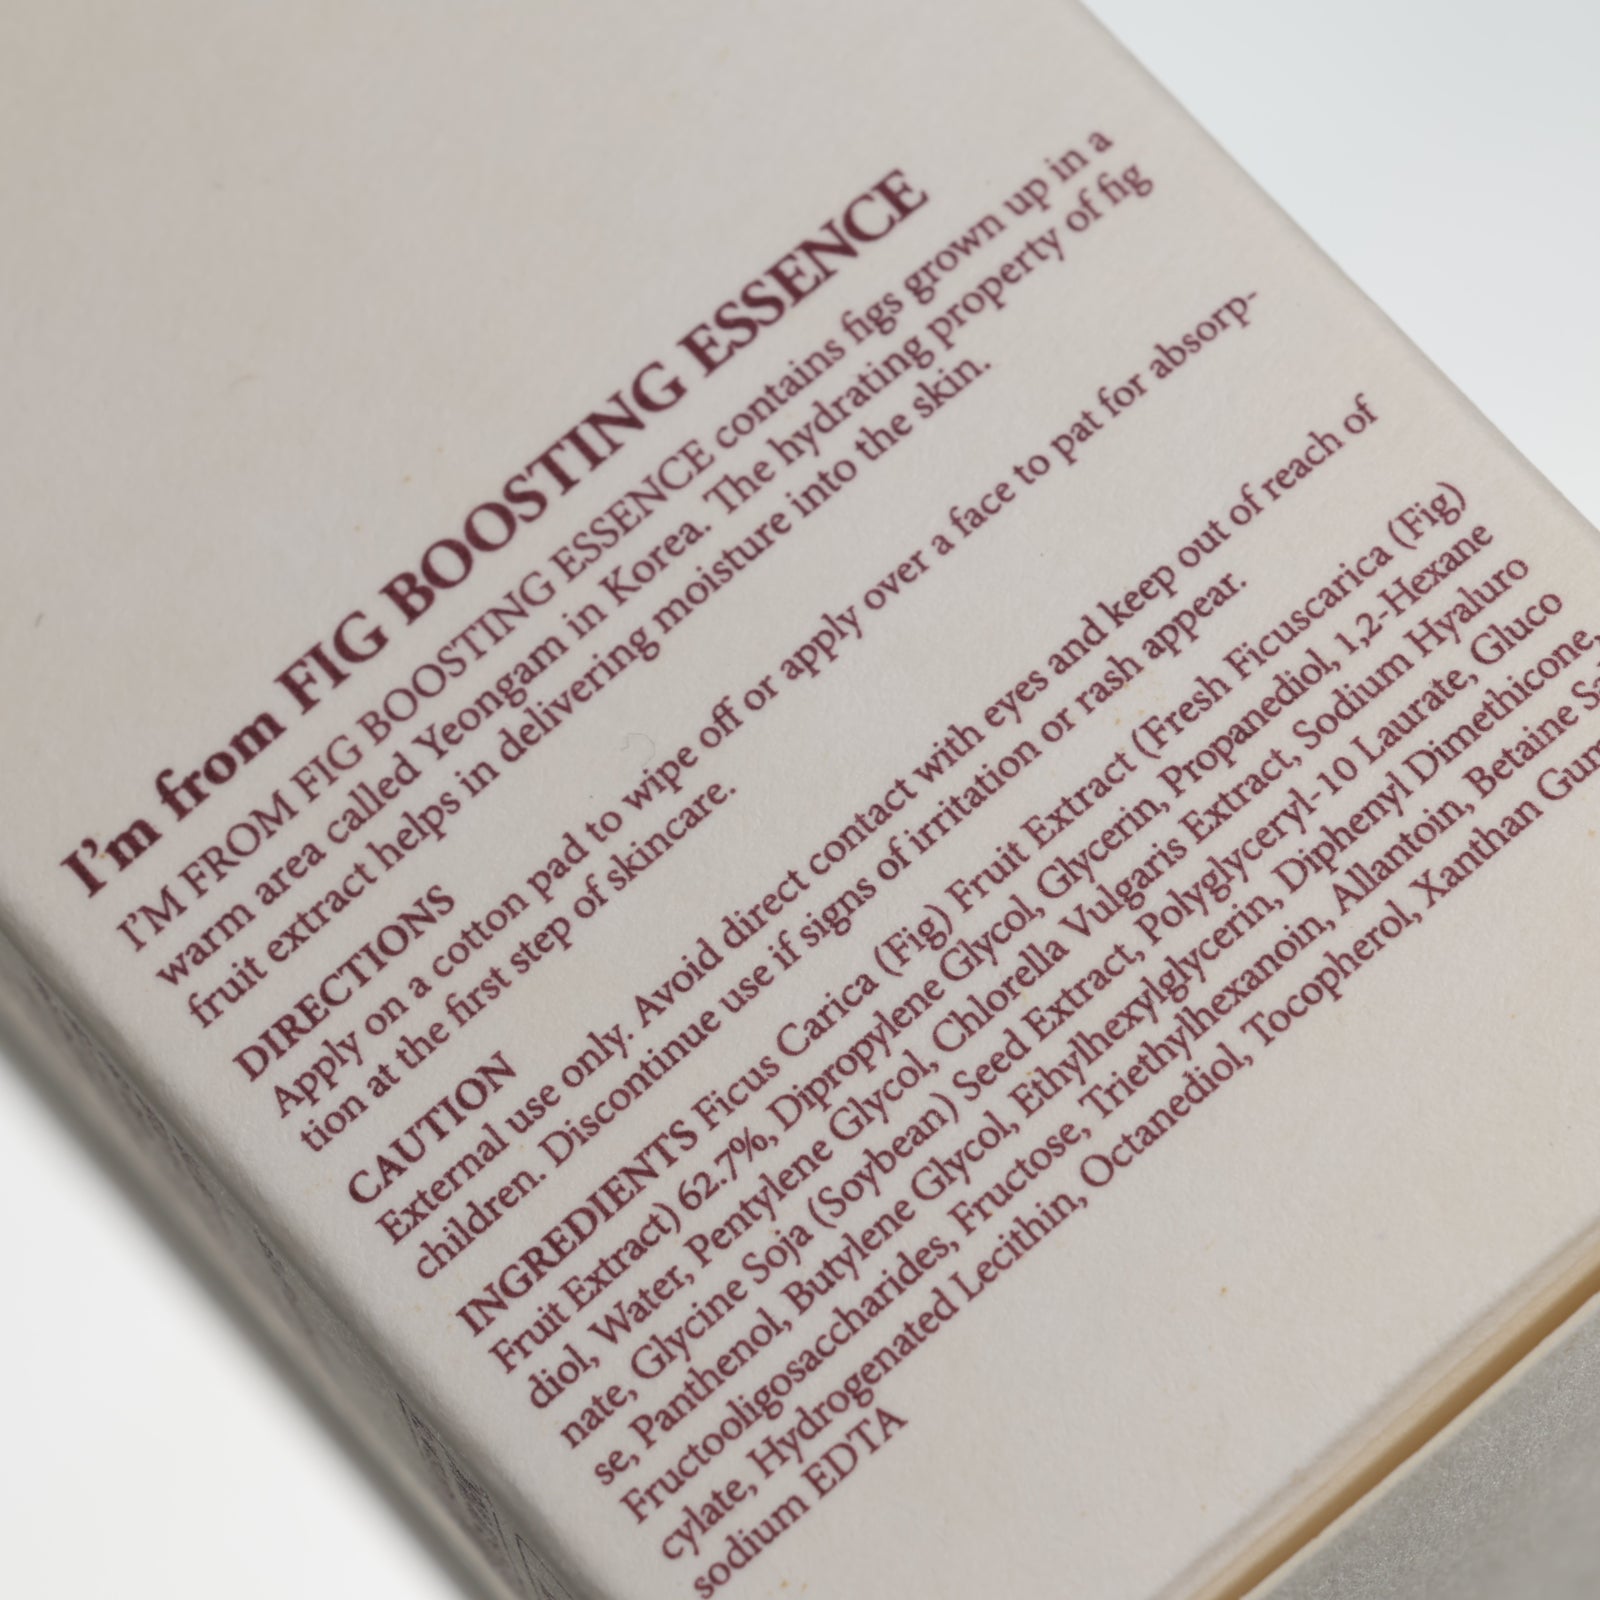 I'm from FIG BOOSTING ESSENCE
I'M FROM FIG BOOSTING ESSENCE contains figs grown up in a
warm area called Yeongam in Korea. The hydrating property of fig
fruit extract helps in delivering moisture into the skin.
DIRECTIONS
Apply on a cotton pad to wipe off or apply over a face to pat for absorp-
tion at the first step of skincare.
CAUTION
External use only. Avoid direct contact with eyes and keep out of reach of
children. Discontinue use if signs of irritation or rash appear.
INGREDIENTS Ficus Carica (Fig) Fruit Extract (Fresh Ficuscarica (Fig)
Fruit Extract) 62.7%, Dipropylene Glycol, Glycerin, Propanediol, 1,2-Hexane
diol, Water, Pentylene Glycol, Chlorella Vulgaris Extract, Sodium Hyaluro
nate, Glycine Soja (Soybean) Seed Extract, Polyglyceryl-10 Laurate, Gluco
se, Panthenol, Butylene Glycol, Ethylhexylglycerin, Diphenyl Dimethicone,
Fructooligosaccharides, Fructose, Triethylhexanoin, Allantoin, Betaine
cylate, Hydrogenated Lecithin, Octanediol, Tocopherol, Xanthan
sodium EDTA